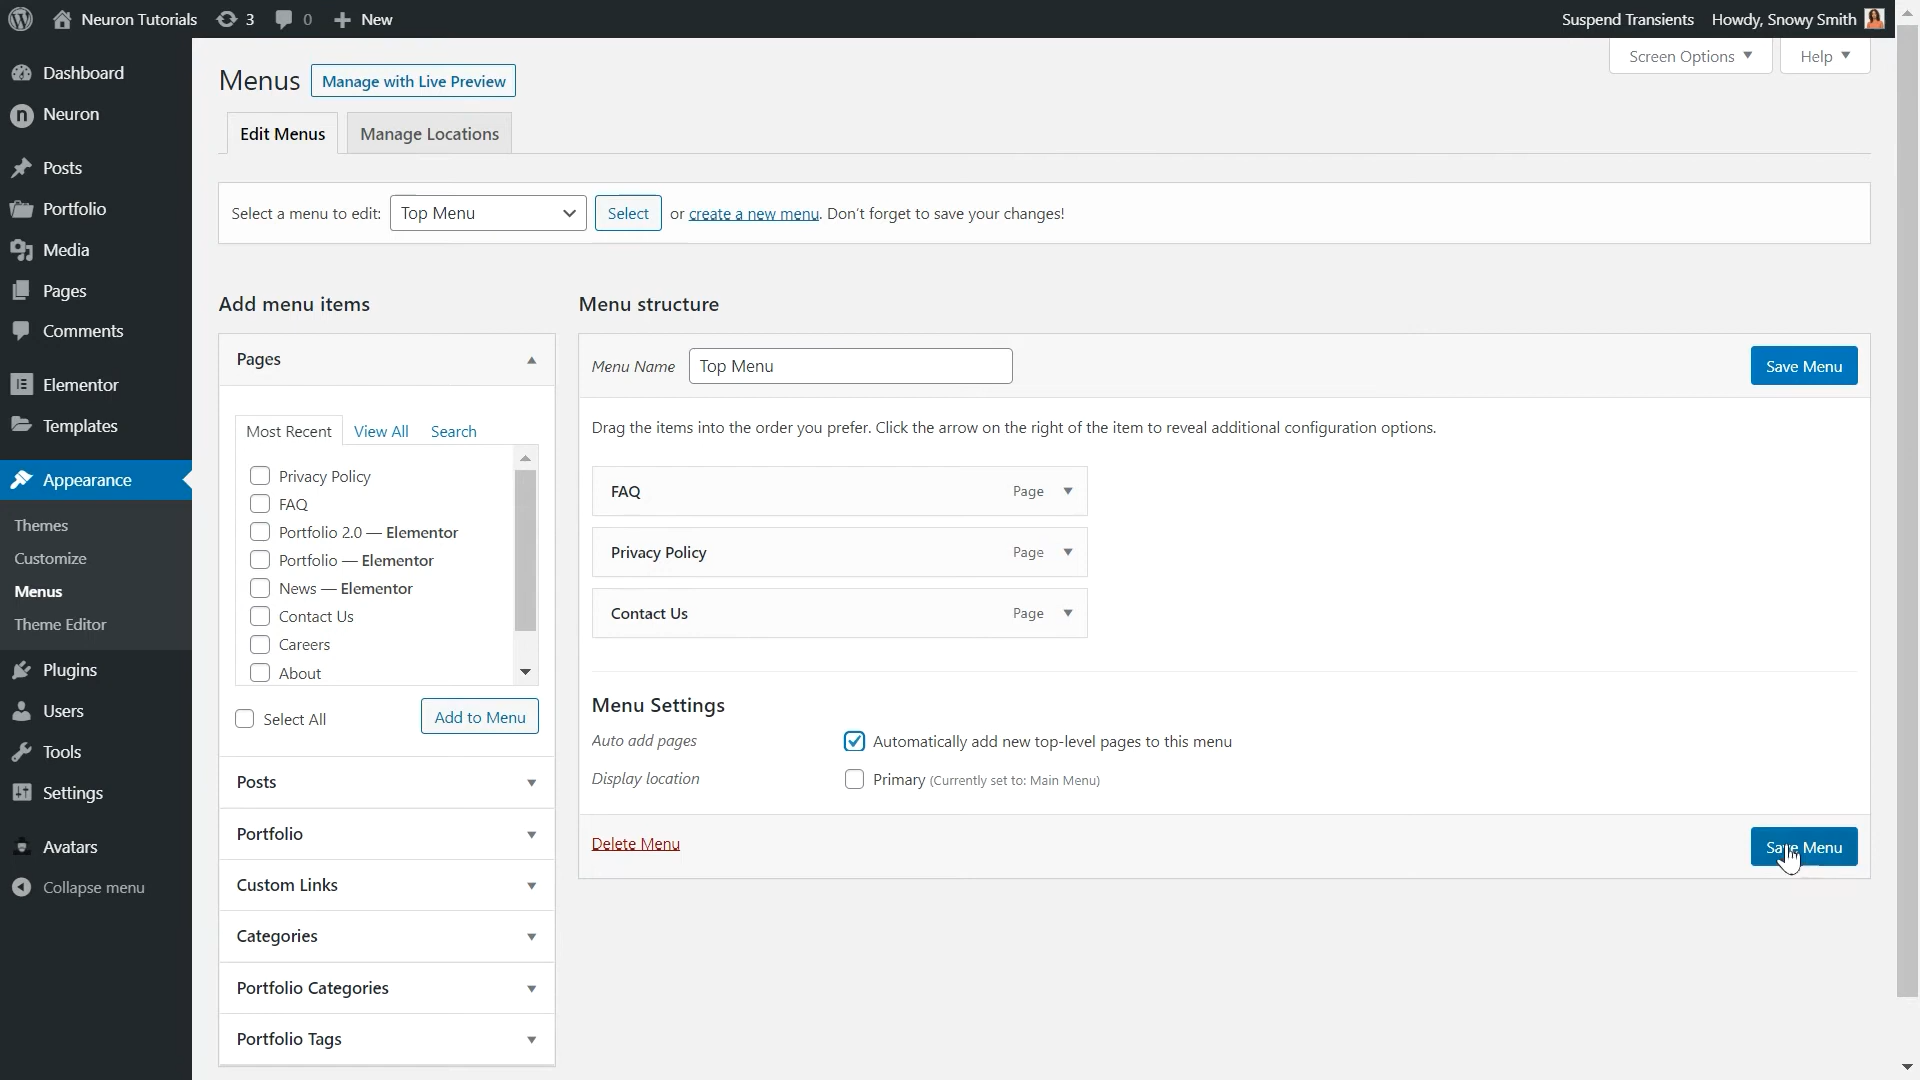 Neuron Tutorials 3 0 New Suspend Transients Howdy, Snowy Smith
Screen Options Help
Dashboard
Neuron
Posts
Portfolio
Media
Pages
Comments
Elementor
Templates
Appearance
Themes
Customize
Menus
Theme Editor
Plugins
Users
Tools
Settings
Avatars
Collapse menu
Menus Manage with Live Preview
Edit Menus Manage Locations
Select a menu to edit: Top Menu Select or create a new menu. Don't forget to save your changes!
Add menu items
Pages
Most Recent View All Search
Privacy Policy
FAQ
Portfolio 2.0 — Elementor
Portfolio — Elementor
News — Elementor
Contact Us
Careers
About
Select All Add to Menu
Posts
Portfolio
Custom Links
Categories
Portfolio Categories
Portfolio Tags
Menu structure
Menu Name Top Menu Save Menu
Drag the items into the order you prefer. Click the arrow on the right of the item to reveal additional configuration options.
FAQ Page
Privacy Policy Page
Contact Us Page
Menu Settings
Auto add pages Automatically add new top-level pages to this menu
Display location Primary (Currently set to: Main Menu)
Delete Menu Save Menu